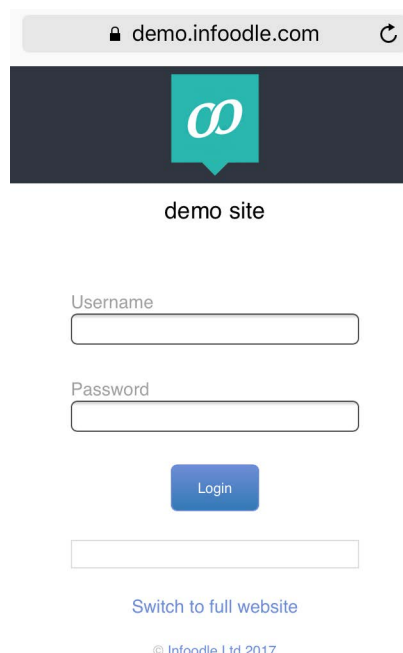 demo.infoodle.com
demo site
Username
Password
Login
Switch to full website
© Infoodle Ltd 2017